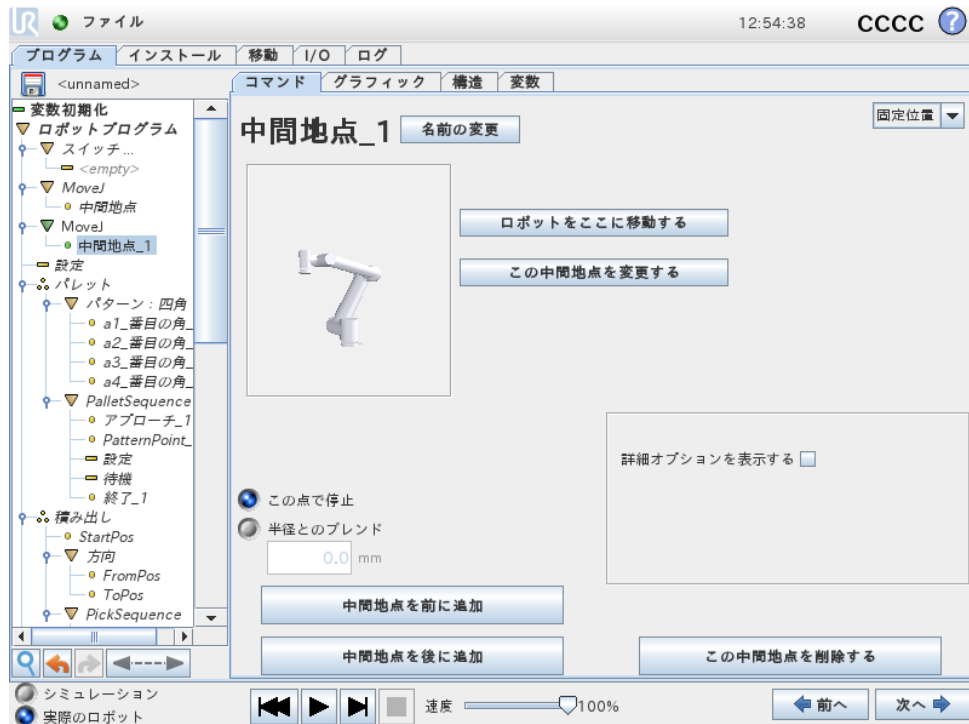 UR ファイル 12:54:38 CCCC ?
プログラム インストール 移動 I/O ログ
<unnamed>
コマンド グラフィック 構造 変数
変数初期化
ロボットプログラム
スイッチ...
<empty>
MoveJ
中間地点
MoveJ
中間地点_1
設定
パレット
パターン：四角
a1_番目の角_
a2_番目の角_
a3_番目の角_
a4_番目の角_
PalletSequence
アプローチ_1
PatternPoint_
設定
待機
終了_1
積み出し
StartPos
方向
FromPos
ToPos
PickSequence
中間地点_1 名前の変更
固定位置
ロボットをここに移動する
この中間地点を変更する
詳細オプションを表示する
この点で停止
半径とのブレンド
0.0 mm
中間地点を前に追加
中間地点を後に追加 この中間地点を削除する
シミュレーション
実際のロボット
速度 100% 前へ 次へ